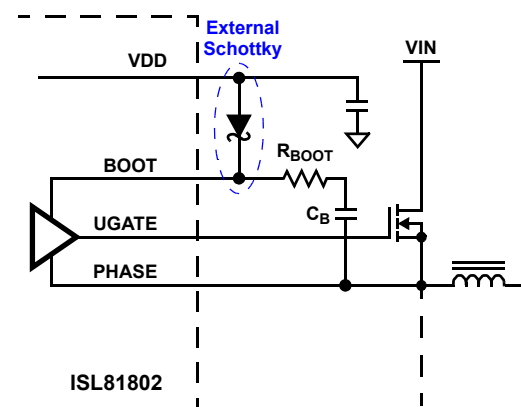 External
Schottky
VDD
VIN
BOOT
RBOOT
CB
UGATE
PHASE
ISL81802